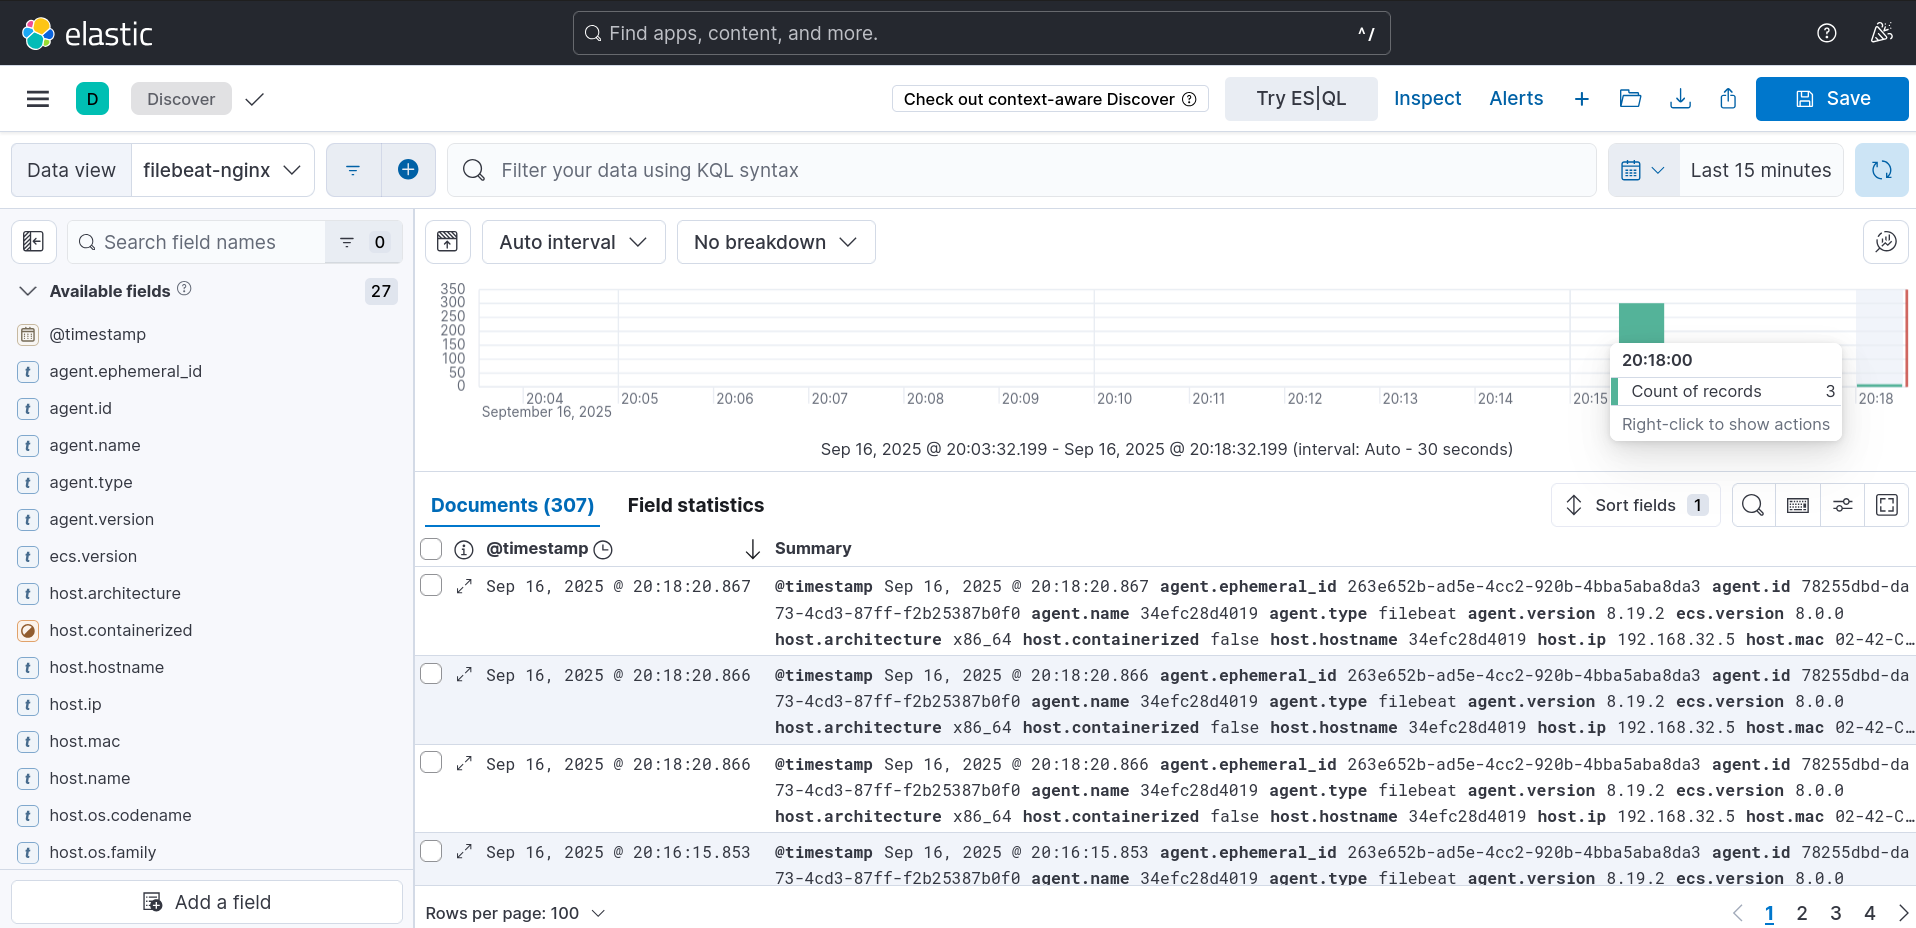 elastic
Find apps, content, and more.
^ /
D
Discover
Check out context-aware Discover
Try ES|QL
Inspect
Alerts
Save
Data view
filebeat-nginx
Filter your data using KQL syntax
Last 15 minutes
Search field names
0
Auto interval
No breakdown
Available fields
27
@timestamp
agent.ephemeral_id
agent.id
agent.name
agent.type
agent.version
ecs.version
host.architecture
host.containerized
host.hostname
host.ip
host.mac
host.name
host.os.codename
host.os.family
Add a field
350
300
250
200
150
100
50
0
20:04
20:05
20:06
20:07
20:08
20:09
20:10
20:11
20:12
20:13
20:14
20:15
20:18
September 16, 2025
20:18:00
Count of records 3
Right-click to show actions
Sep 16, 2025 @ 20:03:32.199 - Sep 16, 2025 @ 20:18:32.199 (interval: Auto - 30 seconds)
Documents (307)
Field statistics
Sort fields 1
@timestamp
Summary
Sep 16, 2025 @ 20:18:20.867
@timestamp Sep 16, 2025 @ 20:18:20.867 agent.ephemeral_id 263e652b-ad5e-4cc2-920b-4bba5aba8da3 agent.id 78255dbd-da
73-4cd3-87ff-f2b25387b0f0 agent.name 34efc28d4019 agent.type filebeat agent.version 8.19.2 ecs.version 8.0.0
host.architecture x86_64 host.containerized false host.hostname 34efc28d4019 host.ip 192.168.32.5 host.mac 02-42-C…
Sep 16, 2025 @ 20:18:20.866
@timestamp Sep 16, 2025 @ 20:18:20.866 agent.ephemeral_id 263e652b-ad5e-4cc2-920b-4bba5aba8da3 agent.id 78255dbd-da
73-4cd3-87ff-f2b25387b0f0 agent.name 34efc28d4019 agent.type filebeat agent.version 8.19.2 ecs.version 8.0.0
host.architecture x86_64 host.containerized false host.hostname 34efc28d4019 host.ip 192.168.32.5 host.mac 02-42-C…
Sep 16, 2025 @ 20:18:20.866
@timestamp Sep 16, 2025 @ 20:18:20.866 agent.ephemeral_id 263e652b-ad5e-4cc2-920b-4bba5aba8da3 agent.id 78255dbd-da
73-4cd3-87ff-f2b25387b0f0 agent.name 34efc28d4019 agent.type filebeat agent.version 8.19.2 ecs.version 8.0.0
host.architecture x86_64 host.containerized false host.hostname 34efc28d4019 host.ip 192.168.32.5 host.mac 02-42-C…
Sep 16, 2025 @ 20:16:15.853
@timestamp Sep 16, 2025 @ 20:16:15.853 agent.ephemeral_id 263e652b-ad5e-4cc2-920b-4bba5aba8da3 agent.id 78255dbd-da
73-4cd3-87ff-f2b25387b0f0 agent.name 34efc28d4019 agent.type filebeat agent.version 8.19.2 ecs.version 8.0.0
Rows per page: 100
1 2 3 4